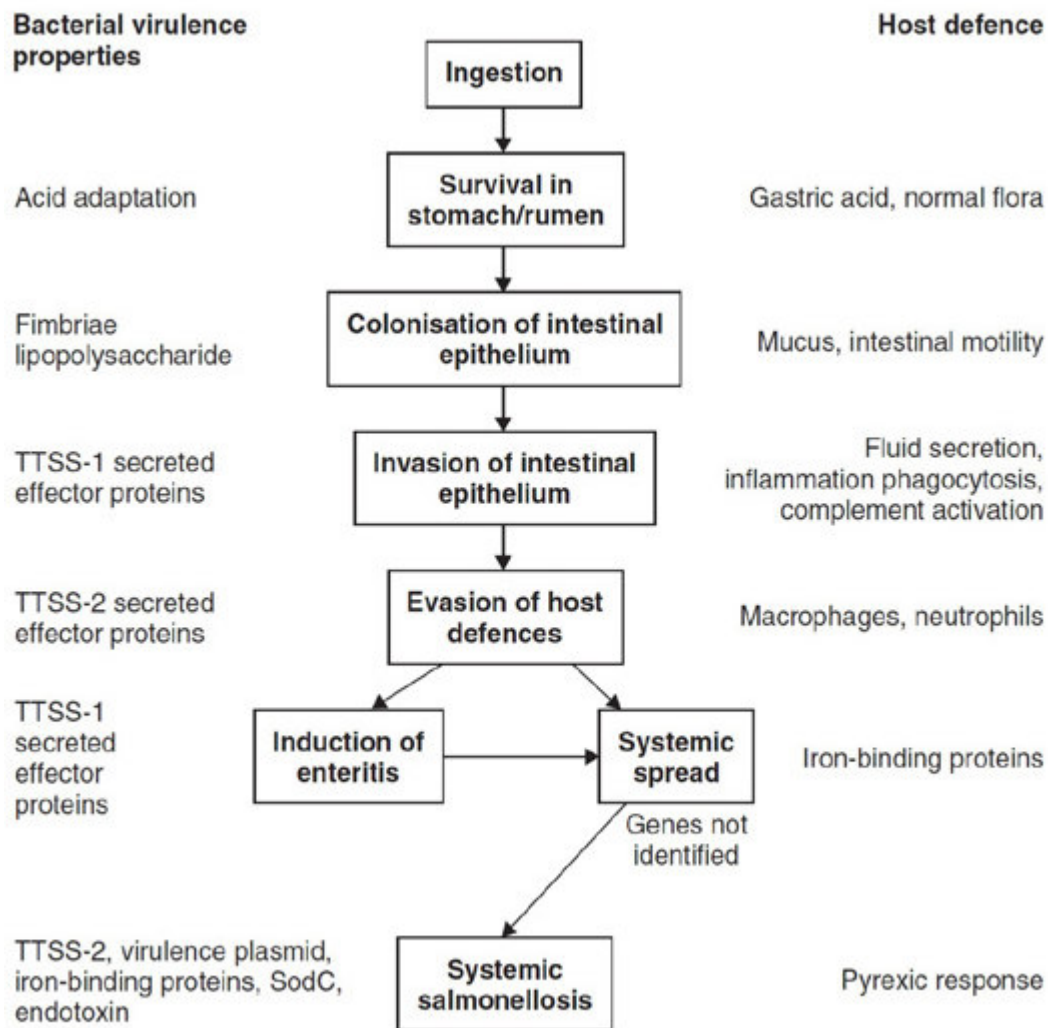 Bacterial virulence
properties
Host defence
Ingestion
Acid adaptation
Survival in
stomach/rumen
Gastric acid, normal flora
Fimbriae
lipopolysaccharide
Colonisation of intestinal
epithelium
Mucus, intestinal motility
TTSS-1 secreted
effector proteins
Invasion of intestinal
epithelium
Fluid secretion,
inflammation phagocytosis,
complement activation
TTSS-2 secreted
effector proteins
Evasion of host
defences
Macrophages, neutrophils
TTSS-1
secreted
effector
proteins
Induction of
enteritis
Systemic
spread
Iron-binding proteins
Genes not
identified
TTSS-2, virulence plasmid,
iron-binding proteins, SodC,
endotoxin
Systemic
salmonellosis
Pyrexic response